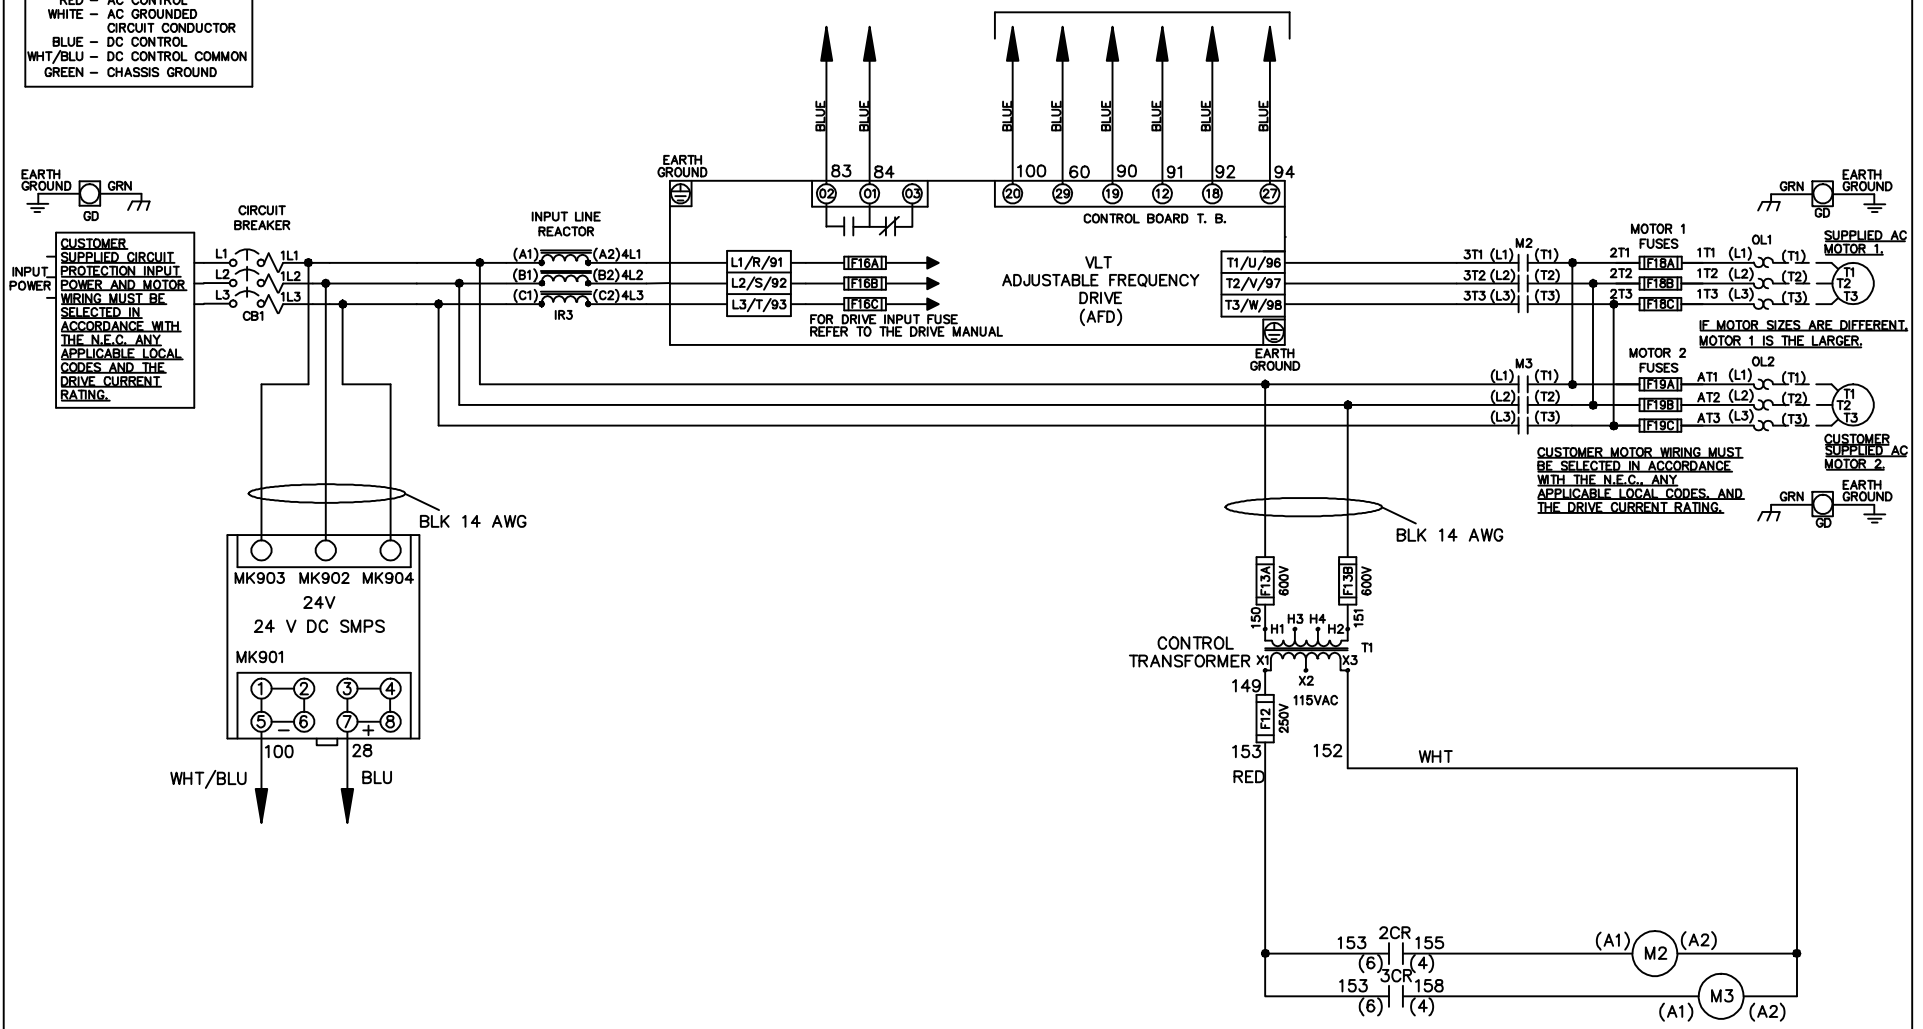 RED – AC CONTROL
WHITE – AC GROUNDED
CIRCUIT CONDUCTOR
BLUE – DC CONTROL
WHT/BLU – DC CONTROL COMMON
GREEN – CHASSIS GROUND
BLUE
BLUE
BLUE
BLUE
BLUE
BLUE
BLUE
BLUE
EARTH
GROUND
GRN
GD
CIRCUIT
BREAKER
INPUT LINE
REACTOR
EARTH
GROUND
83 84
02 01 03
100 60 90 91 92 94
20 29 19 12 18 27
CONTROL BOARD T. B.
INPUT
POWER
CUSTOMER
SUPPLIED CIRCUIT
PROTECTION INPUT
POWER AND MOTOR
WIRING MUST BE
SELECTED IN
ACCORDANCE WITH
THE N.E.C. ANY
APPLICABLE LOCAL
CODES AND THE
DRIVE CURRENT
RATING.
L1 1L1
L2 1L2
L3 1L3
CB1
(A1) (A2) 4L1
(B1) (B2) 4L2
(C1) (C2) 4L3
IR3
L1/R/91 F16A
L2/S/92 F16B
L3/T/93 F16C
FOR DRIVE INPUT FUSE
REFER TO THE DRIVE MANUAL
VLT
ADJUSTABLE FREQUENCY
DRIVE
(AFD)
T1/U/96
T2/V/97
T3/W/98
EARTH
GROUND
M2
3T1 (L1) (T1)
3T2 (L2) (T2)
3T3 (L3) (T3)
MOTOR 1
FUSES
2T1 F18A 1T1 (L1) (T1)
2T2 F18B 1T2 (L2) (T2)
2T3 F18C 1T3 (L3) (T3)
OL1
GRN
EARTH
GROUND
GD
SUPPLIED AC
MOTOR 1.
T1
T2
T3
IF MOTOR SIZES ARE DIFFERENT,
MOTOR 1 IS THE LARGER.
M3
(L1) (T1)
(L2) (T2)
(L3) (T3)
MOTOR 2
FUSES
OL2
F19A AT1 (L1) (T1)
F19B AT2 (L2) (T2)
F19C AT3 (L3) (T3)
T1
T2
T3
CUSTOMER
SUPPLIED AC
MOTOR 2.
CUSTOMER MOTOR WIRING MUST
BE SELECTED IN ACCORDANCE
WITH THE N.E.C., ANY
APPLICABLE LOCAL CODES, AND
THE DRIVE CURRENT RATING.
GRN
EARTH
GROUND
GD
BLK 14 AWG
MK903 MK902 MK904
24V
24 V DC SMPS
MK901
1 2 3 4
5 – 6 7 + 8
100 28
WHT/BLU BLU
BLK 14 AWG
F13A
600V
F13B
600V
150
151
H1 H3 H4 H2
T1
CONTROL
TRANSFORMER
X1 X3
X2
115VAC
149
F12
250V
153
RED
152
WHT
2CR
153 155
(6) (4)
(A1) M2 (A2)
3CR
153 158
(6) (4)
(A1) M3 (A2)